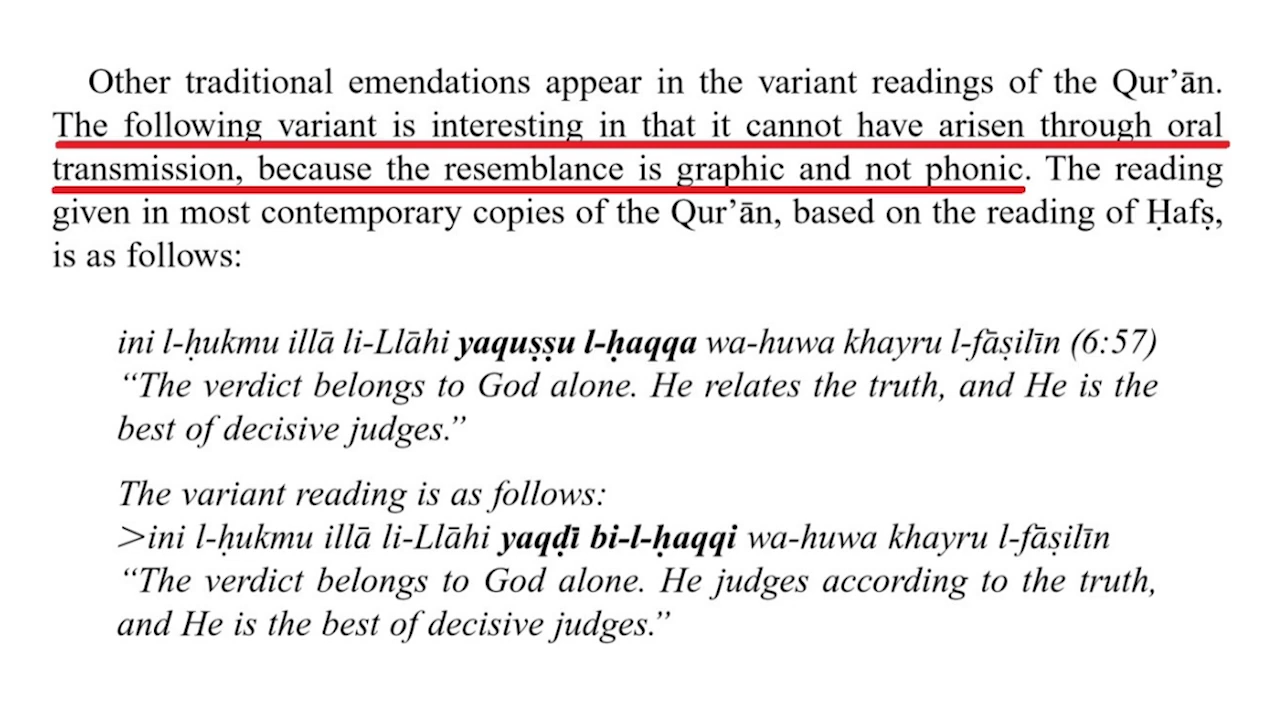 Other traditional emendations appear in the variant readings of the Qur’ān.
The following variant is interesting in that it cannot have arisen through oral
transmission, because the resemblance is graphic and not phonic. The reading
given in most contemporary copies of the Qur’ān, based on the reading of Ḥafṣ,
is as follows:
ini l-ḥukmu illā li-Llāhi yaquṣṣu l-ḥaqqa wa-huwa khayru l-fāṣilīn (6:57)
“The verdict belongs to God alone. He relates the truth, and He is the
best of decisive judges.”
The variant reading is as follows:
>ini l-ḥukmu illā li-Llāhi yaqḍī bi-l-ḥaqqi wa-huwa khayru l-fāṣilīn
“The verdict belongs to God alone. He judges according to the truth,
and He is the best of decisive judges.”